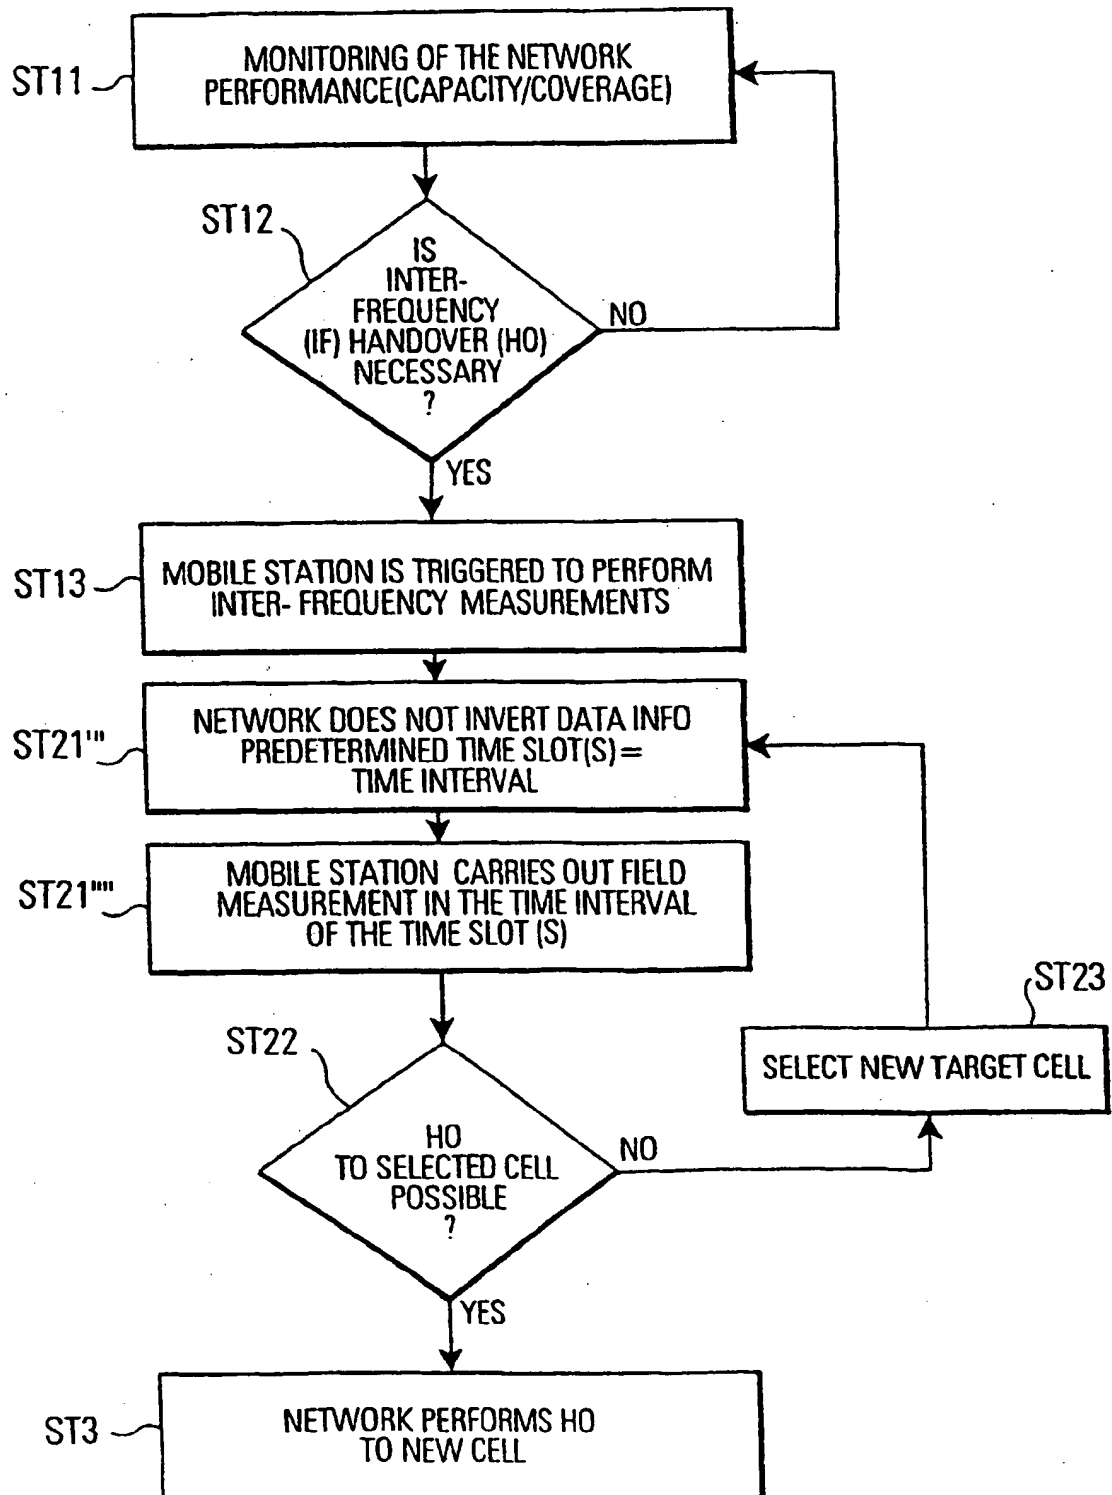 ST11
MONITORING OF THE NETWORK
PERFORMANCE(CAPACITY/COVERAGE)
ST12
IS
INTER-
FREQUENCY
(IF) HANDOVER (HO)
NECESSARY
?
NO
YES
ST13
MOBILE STATION IS TRIGGERED TO PERFORM
INTER- FREQUENCY MEASUREMENTS
ST21'''
NETWORK DOES NOT INVERT DATA INFO
PREDETERMINED TIME SLOT(S)=
TIME INTERVAL
ST21''''
MOBILE STATION CARRIES OUT FIELD
MEASUREMENT IN THE TIME INTERVAL
OF THE TIME SLOT (S)
ST23
SELECT NEW TARGET CELL
ST22
HO
TO SELECTED CELL
POSSIBLE
?
NO
YES
ST3
NETWORK PERFORMS HO
TO NEW CELL